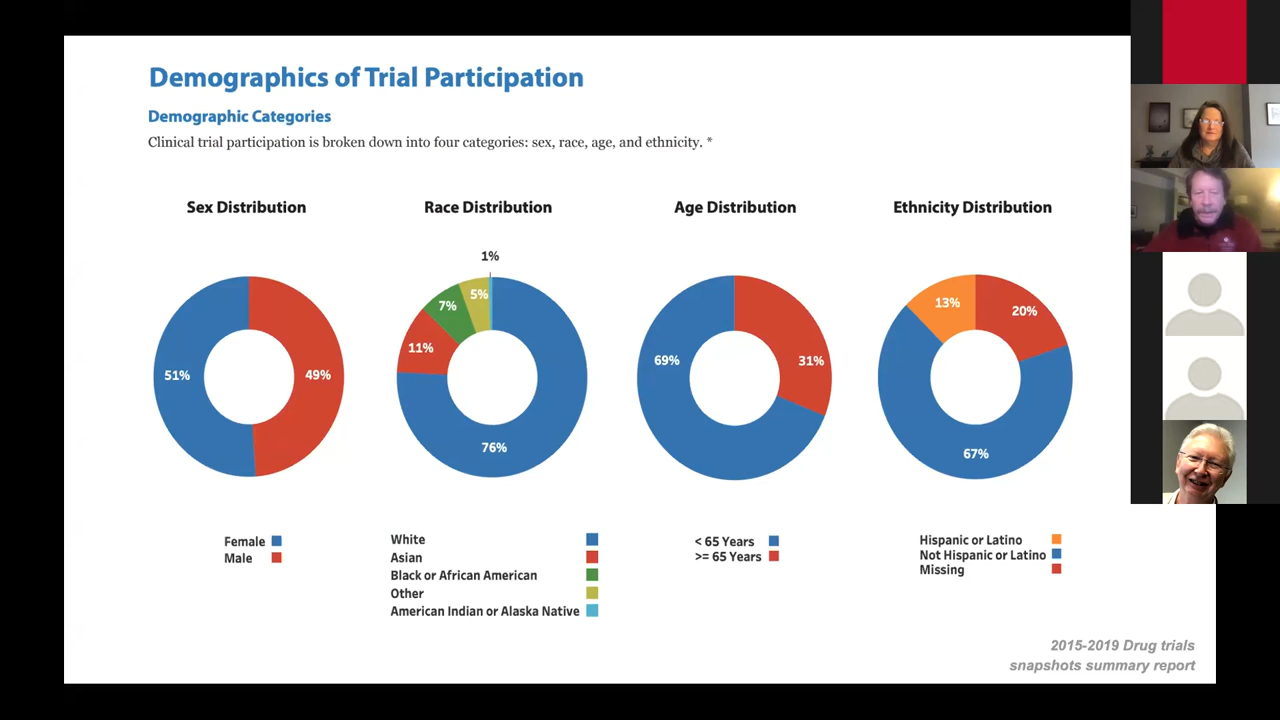 Demographics of Trial Participation
Demographic Categories
Clinical trial participation is broken down into four categories: sex, race, age, and ethnicity. *
Sex Distribution
51%
49%
Female
Male
Race Distribution
1%
5%
7%
11%
76%
White
Asian
Black or African American
Other
American Indian or Alaska Native
Age Distribution
69%
31%
< 65 Years
>= 65 Years
Ethnicity Distribution
13%
20%
67%
Hispanic or Latino
Not Hispanic or Latino
Missing
2015-2019 Drug trials
snapshots summary report